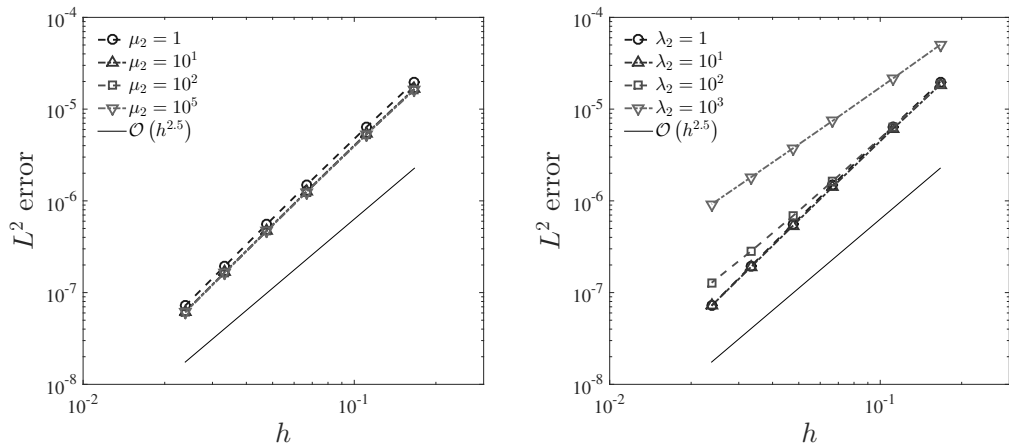 10^{-4}
10^{-5}
10^{-6}
10^{-7}
10^{-8}
L^2 error
μ_2 = 1
μ_2 = 10^1
μ_2 = 10^2
μ_2 = 10^5
O(h^{2.5})
10^{-2}
10^{-1}
h
10^{-4}
10^{-5}
10^{-6}
10^{-7}
10^{-8}
L^2 error
λ_2 = 1
λ_2 = 10^1
λ_2 = 10^2
λ_2 = 10^3
O(h^{2.5})
10^{-2}
10^{-1}
h